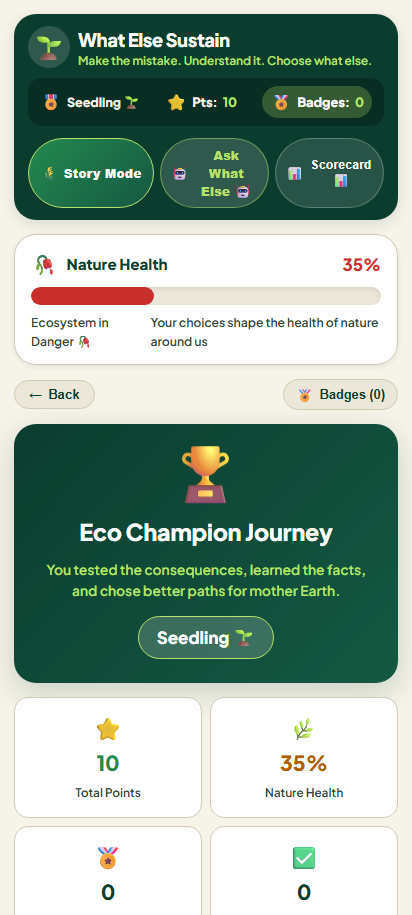 What Else Sustain
Make the mistake. Understand it. Choose what else.
Seedling
Pts: 10
Badges: 0
Story Mode
Ask
What
Else
Scorecard
Nature Health
35%
Ecosystem in
Danger
Your choices shape the health of nature
around us
← Back
Badges (0)
Eco Champion Journey
You tested the consequences, learned the facts,
and chose better paths for mother Earth.
Seedling
10
Total Points
35%
Nature Health
0
0